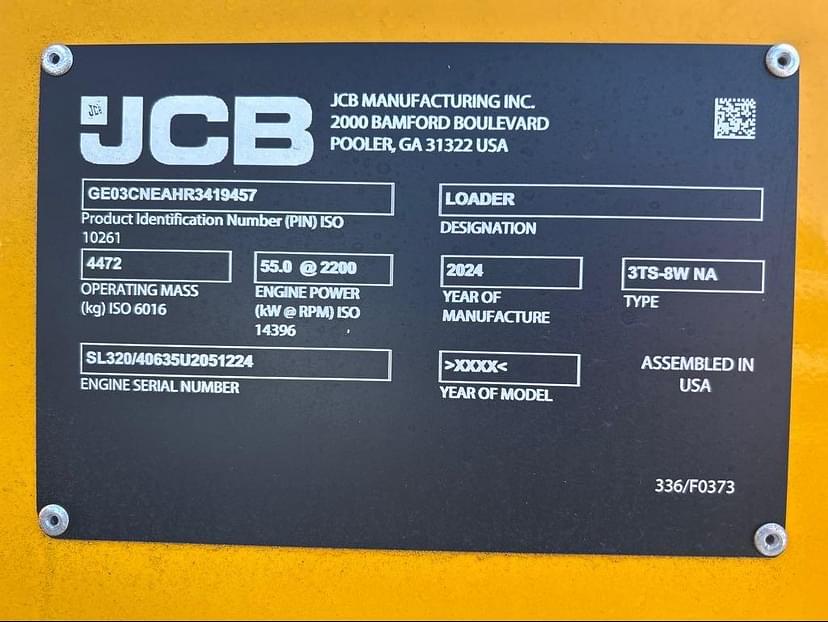 JCB
JCB
JCB MANUFACTURING INC.
2000 BAMFORD BOULEVARD
POOLER, GA 31322 USA
GE03CNEAHR3419457
Product Identification Number (PIN) ISO
10261
LOADER
DESIGNATION
4472
OPERATING MASS
(kg) ISO 6016
55.0 @ 2200
ENGINE POWER
(kW @ RPM) ISO
14396
2024
YEAR OF
MANUFACTURE
3TS-8W NA
TYPE
SL320/40635U2051224
ENGINE SERIAL NUMBER
>XXXX<
YEAR OF MODEL
ASSEMBLED IN
USA
336/F0373